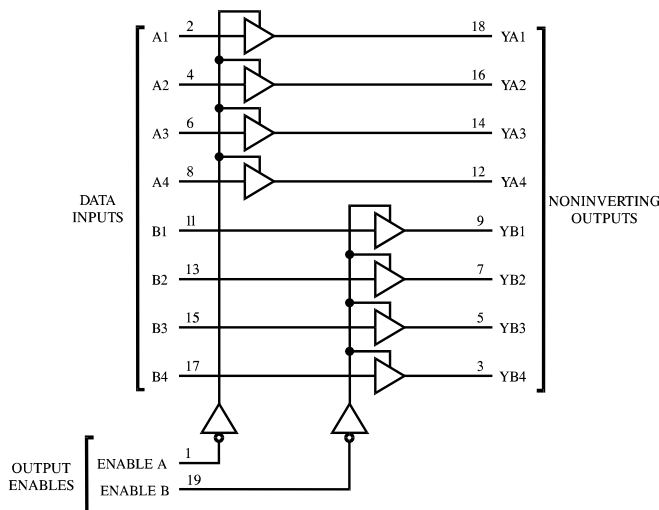 A1 2 18 YA1
A2 4 16 YA2
A3 6 14 YA3
A4 8 12 YA4
DATA
INPUTS
NONINVERTING
OUTPUTS
B1 11 9 YB1
B2 13 7 YB2
B3 15 5 YB3
B4 17 3 YB4
OUTPUT
ENABLES
ENABLE A 1
ENABLE B 19